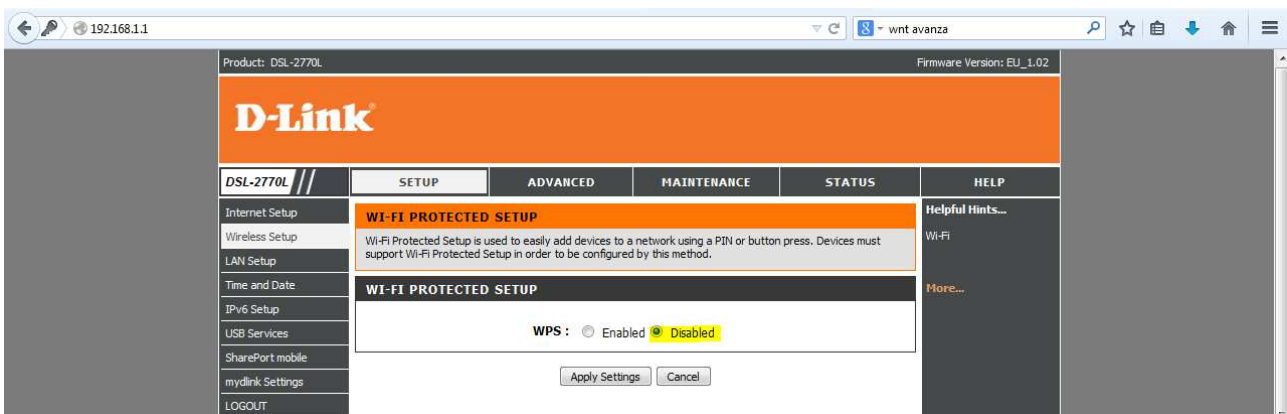 192.168.1.1
8 wnt avanza
Product: DSL-2770L
Firmware Version: EU_1.02
D-Link
DSL-2770L
SETUP
ADVANCED
MAINTENANCE
STATUS
HELP
Internet Setup
Wireless Setup
LAN Setup
Time and Date
IPv6 Setup
USB Services
SharePort mobile
mydlink Settings
LOGOUT
WI-FI PROTECTED SETUP
Wi-Fi Protected Setup is used to easily add devices to a network using a PIN or button press. Devices must
support Wi-Fi Protected Setup in order to be configured by this method.
WI-FI PROTECTED SETUP
WPS : Enabled Disabled
Apply Settings Cancel
Helpful Hints...
Wi-Fi
More...